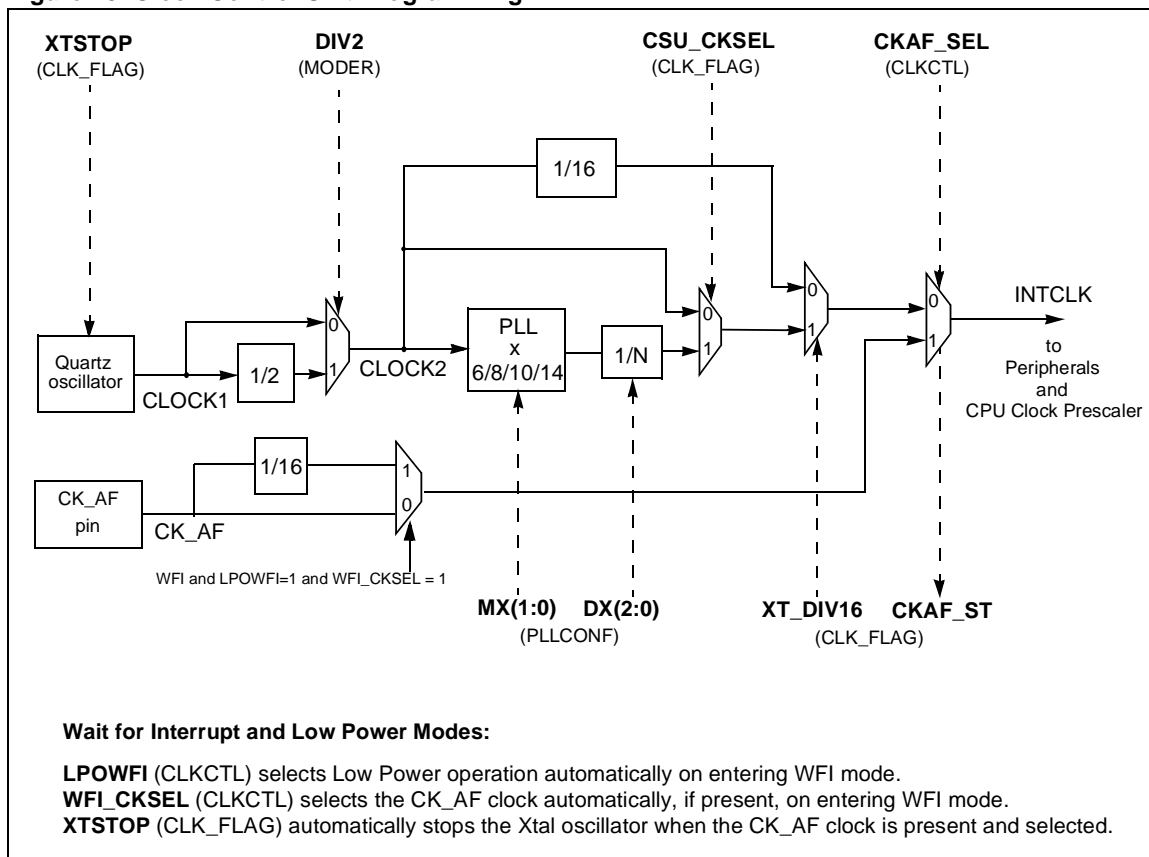 XTSTOP
(CLK_FLAG)
DIV2
(MODER)
CSU_CKSEL
(CLK_FLAG)
CKAF_SEL
(CLKCTL)
1/16
Quartz
oscillator
CLOCK1
1/2
0
1
CLOCK2
PLL
x
6/8/10/14
1/N
0
1
0
1
0
1
INTCLK
to
Peripherals
and
CPU Clock Prescaler
CK_AF
pin
CK_AF
1/16
1
0
WFI and LPOWFI=1 and WFI_CKSEL = 1
MX(1:0) DX(2:0)
(PLLCONF)
XT_DIV16 CKAF_ST
(CLK_FLAG)
Wait for Interrupt and Low Power Modes:
LPOWFI (CLKCTL) selects Low Power operation automatically on entering WFI mode.
WFI_CKSEL (CLKCTL) selects the CK_AF clock automatically, if present, on entering WFI mode.
XTSTOP (CLK_FLAG) automatically stops the Xtal oscillator when the CK_AF clock is present and selected.